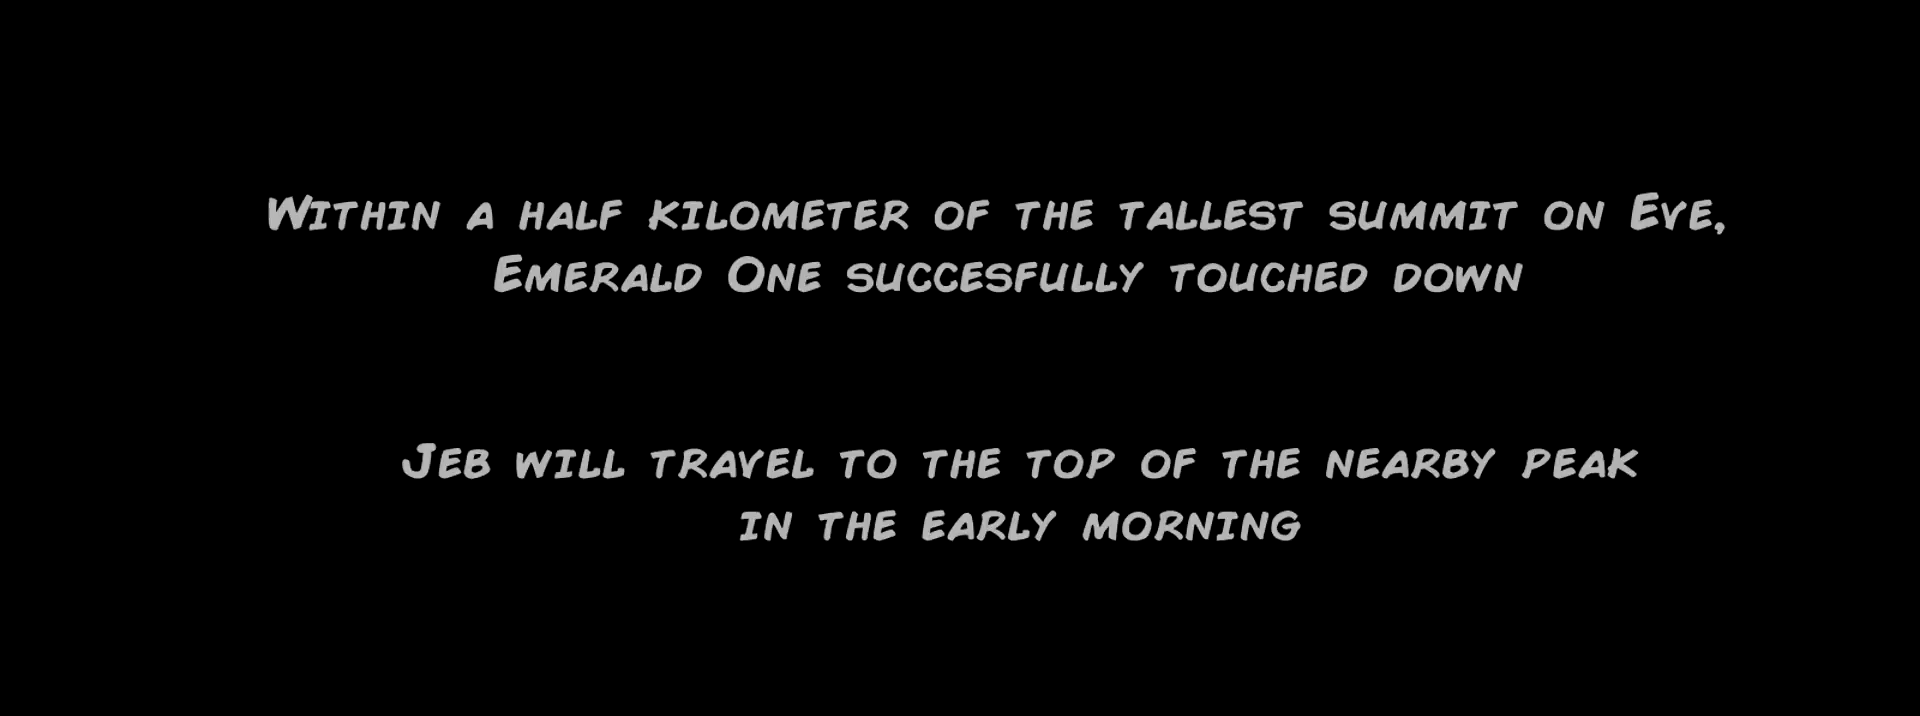 Within a half kilometer of the tallest summit on Eve,
Emerald One succesfully touched down
Jeb will travel to the top of the nearby peak
in the early morning